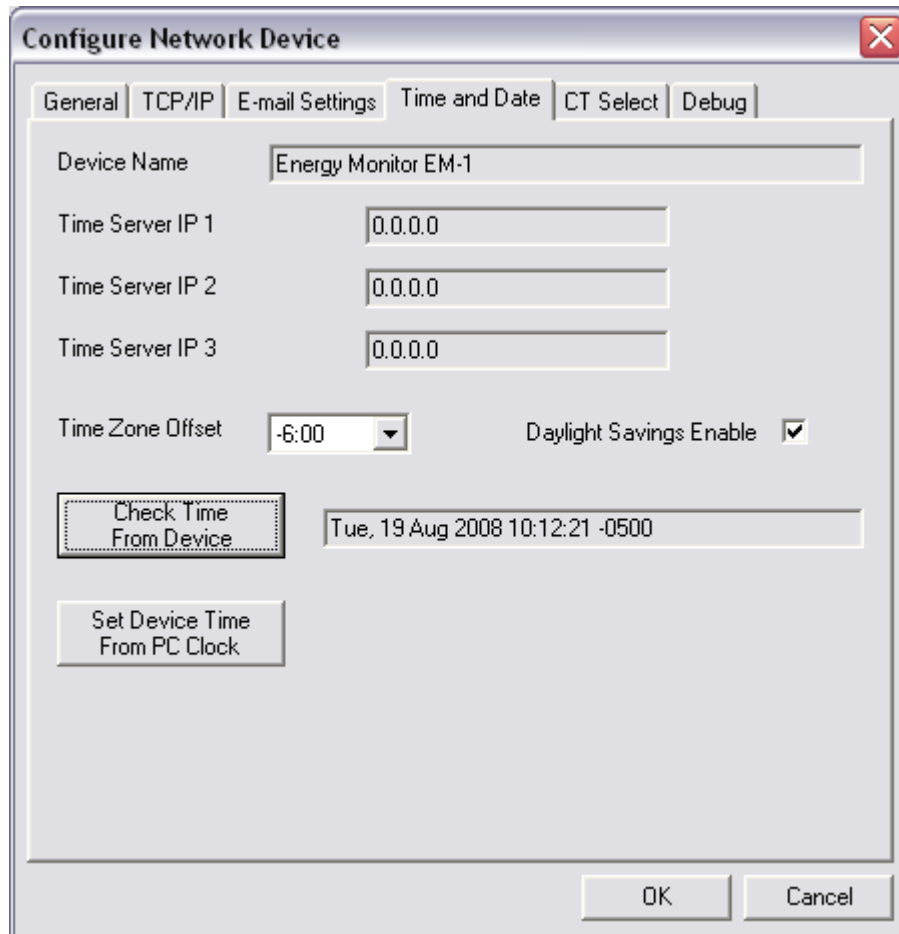 Configure Network Device
General TCP/IP E-mail Settings Time and Date CT Select Debug
Device Name Energy Monitor EM-1
Time Server IP 1 0.0.0.0
Time Server IP 2 0.0.0.0
Time Server IP 3 0.0.0.0
Time Zone Offset -6:00 Daylight Savings Enable
Check Time
From Device
Tue, 19 Aug 2008 10:12:21 -0500
Set Device Time
From PC Clock
OK Cancel